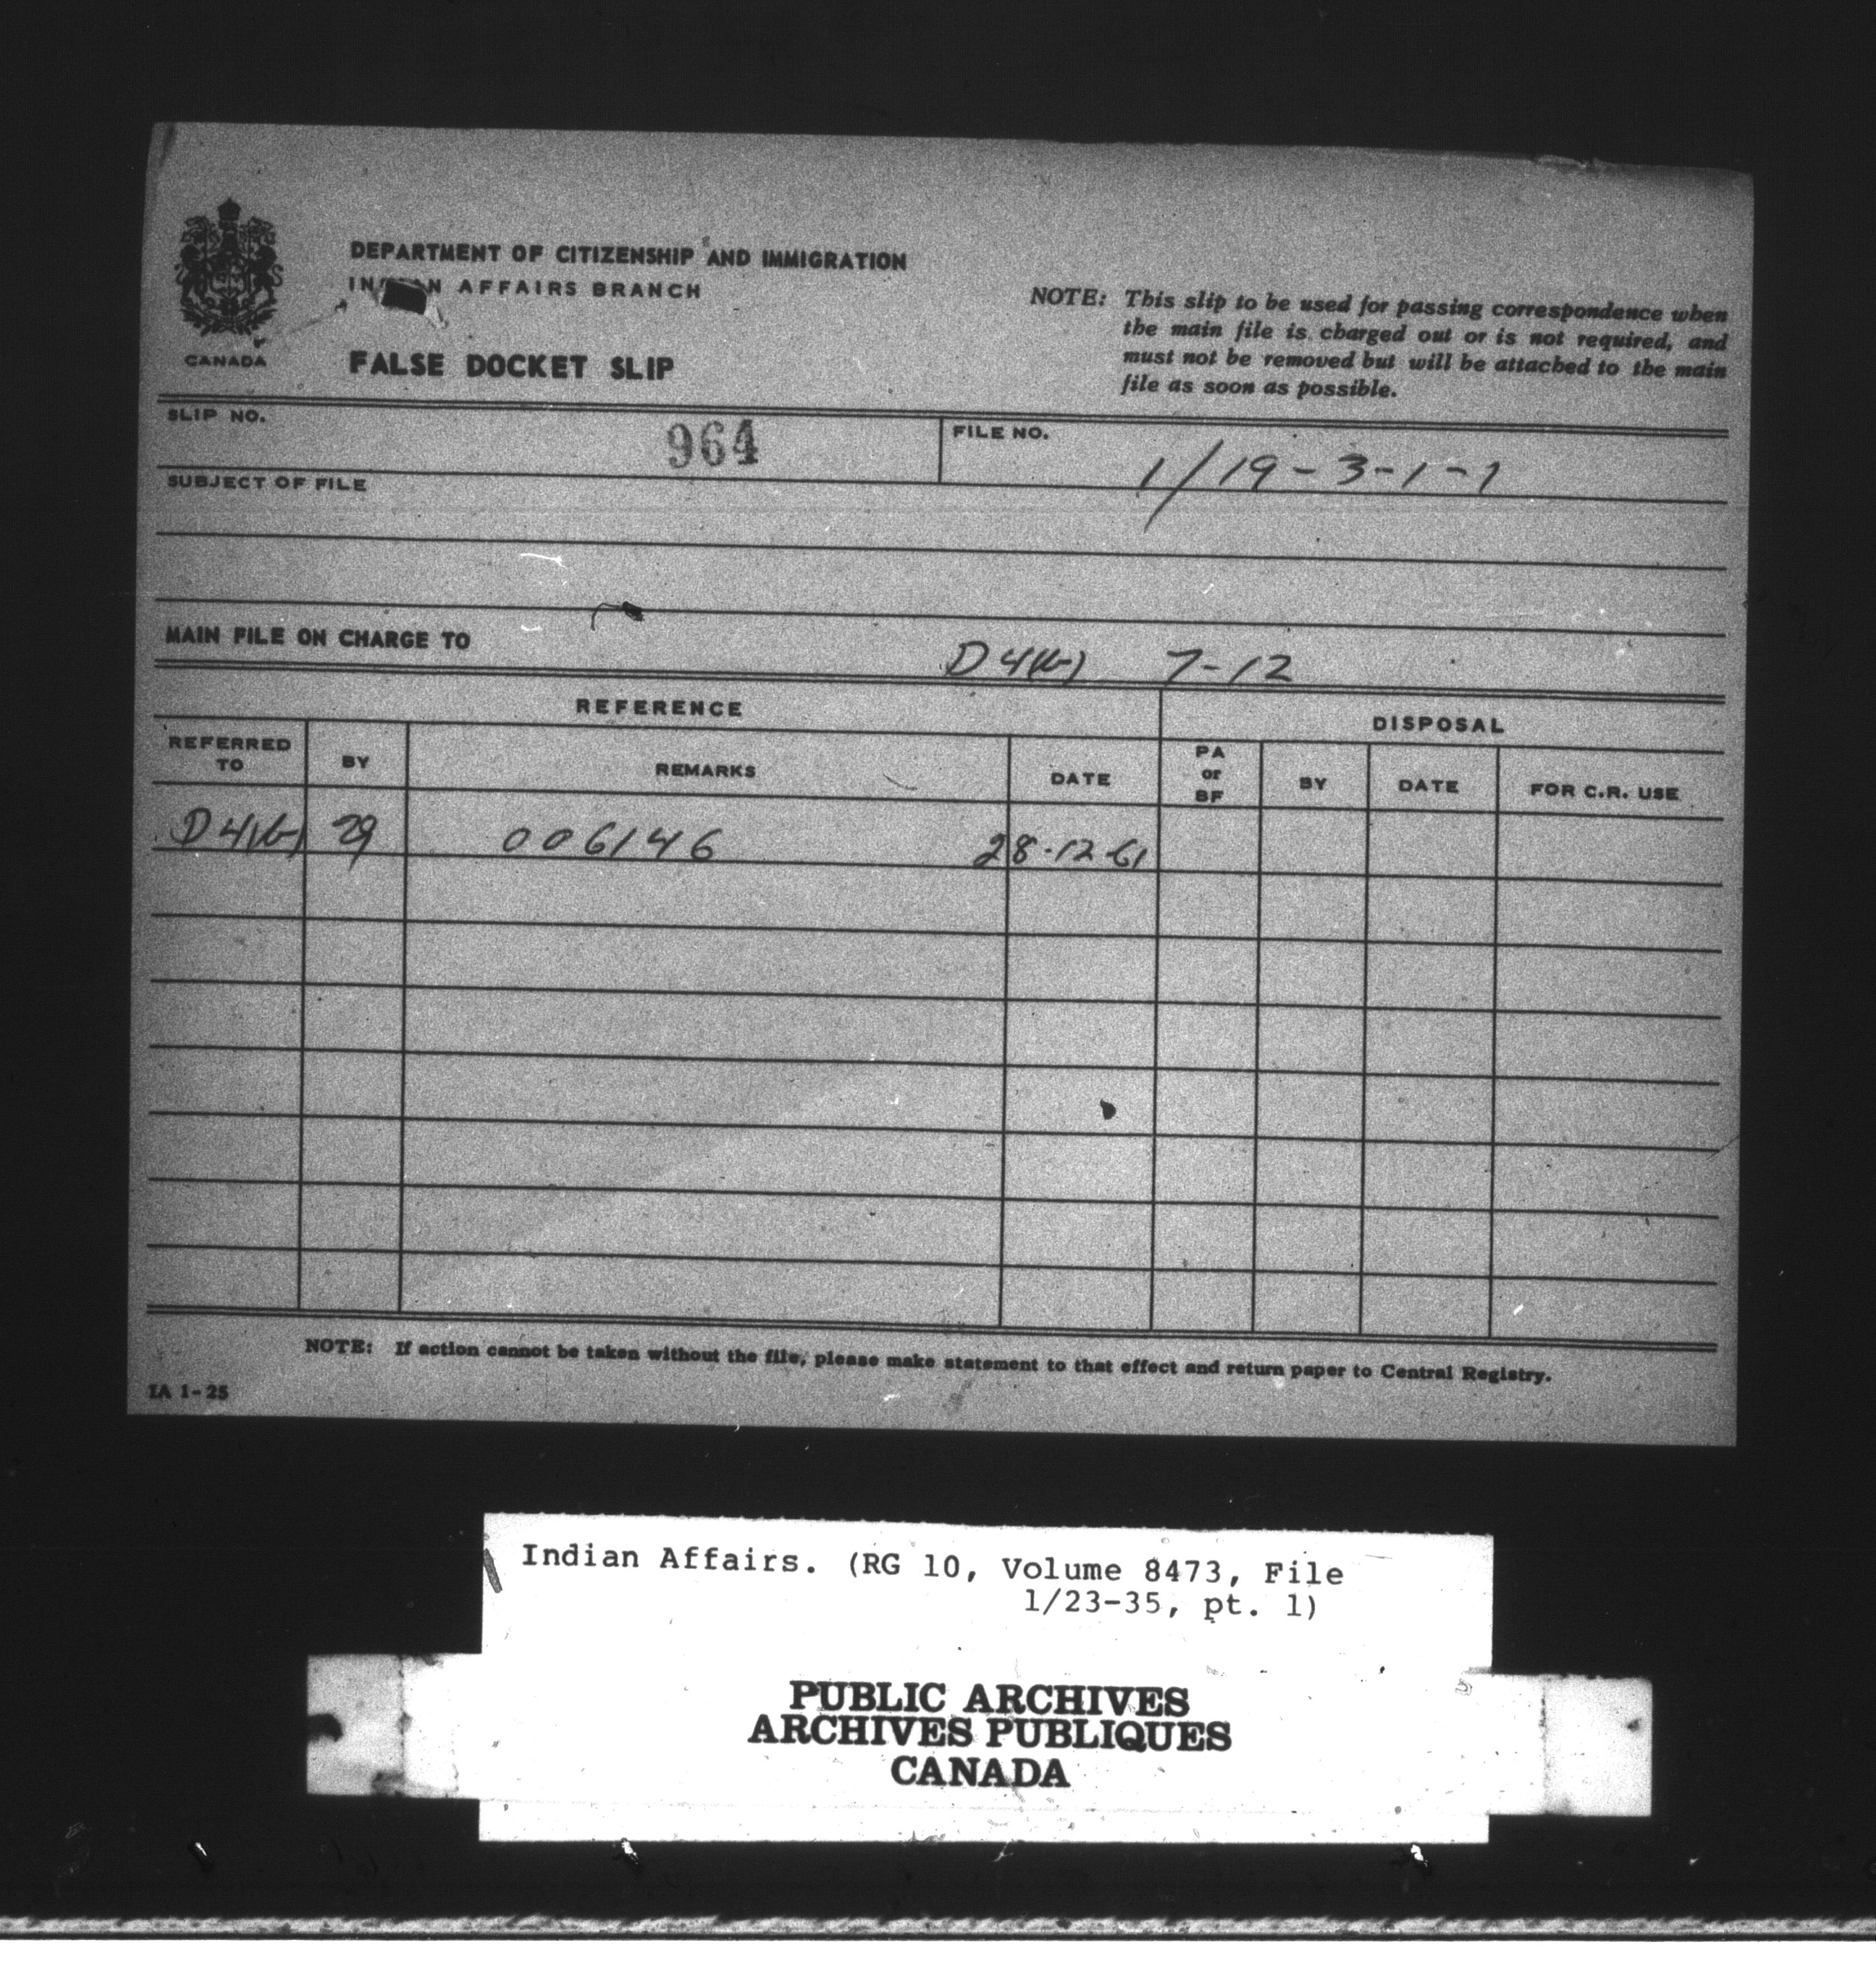 DEPARTMENT OF CITIZENSHIP AND IMMIGRATION
INDIAN AFFAIRS BRANCH
CANADA
FALSE DOCKET SLIP
NOTE: This slip to be used for passing correspondence when
the main file is charged out or is not required, and
must not be removed but will be attached to the main
file as soon as possible.
SLIP NO. 964 FILE NO. 1/19-3-1-1
SUBJECT OF FILE
MAIN FILE ON CHARGE TO 7-12
REFERENCE DISPOSAL
REFERRED TO BY REMARKS DATE PA or BF BY DATE FOR C.R. USE
006146 28-12-61
NOTE: If action cannot be taken without the file, please make statement to that effect and return paper to Central Registry.
IA 1-25
Indian Affairs. (RG 10, Volume 8473, File
1/23-35, pt. 1)
PUBLIC ARCHIVES
ARCHIVES PUBLIQUES
CANADA